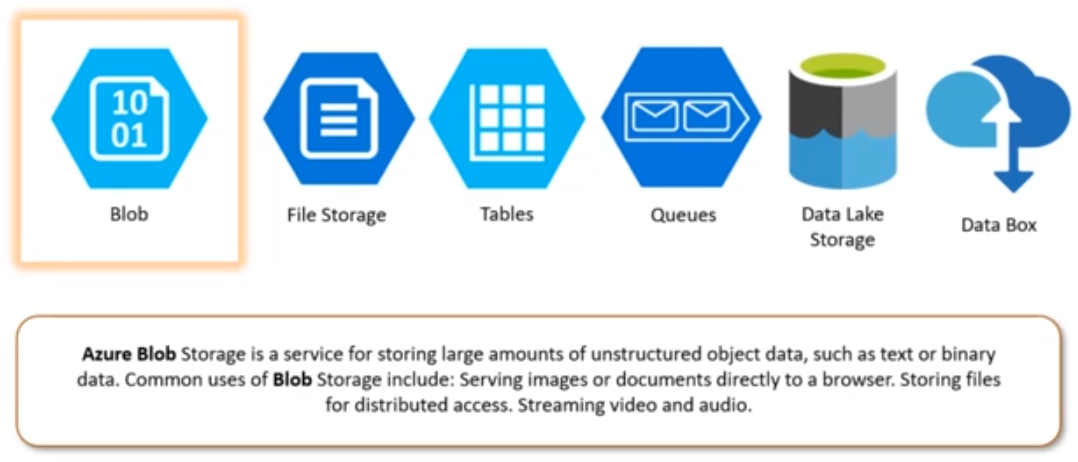 10
01
Blob
File Storage
Tables
Queues
Data Lake
Storage
Data Box
Azure Blob Storage is a service for storing large amounts of unstructured object data, such as text or binary
data. Common uses of Blob Storage include: Serving images or documents directly to a browser. Storing files
for distributed access. Streaming video and audio.